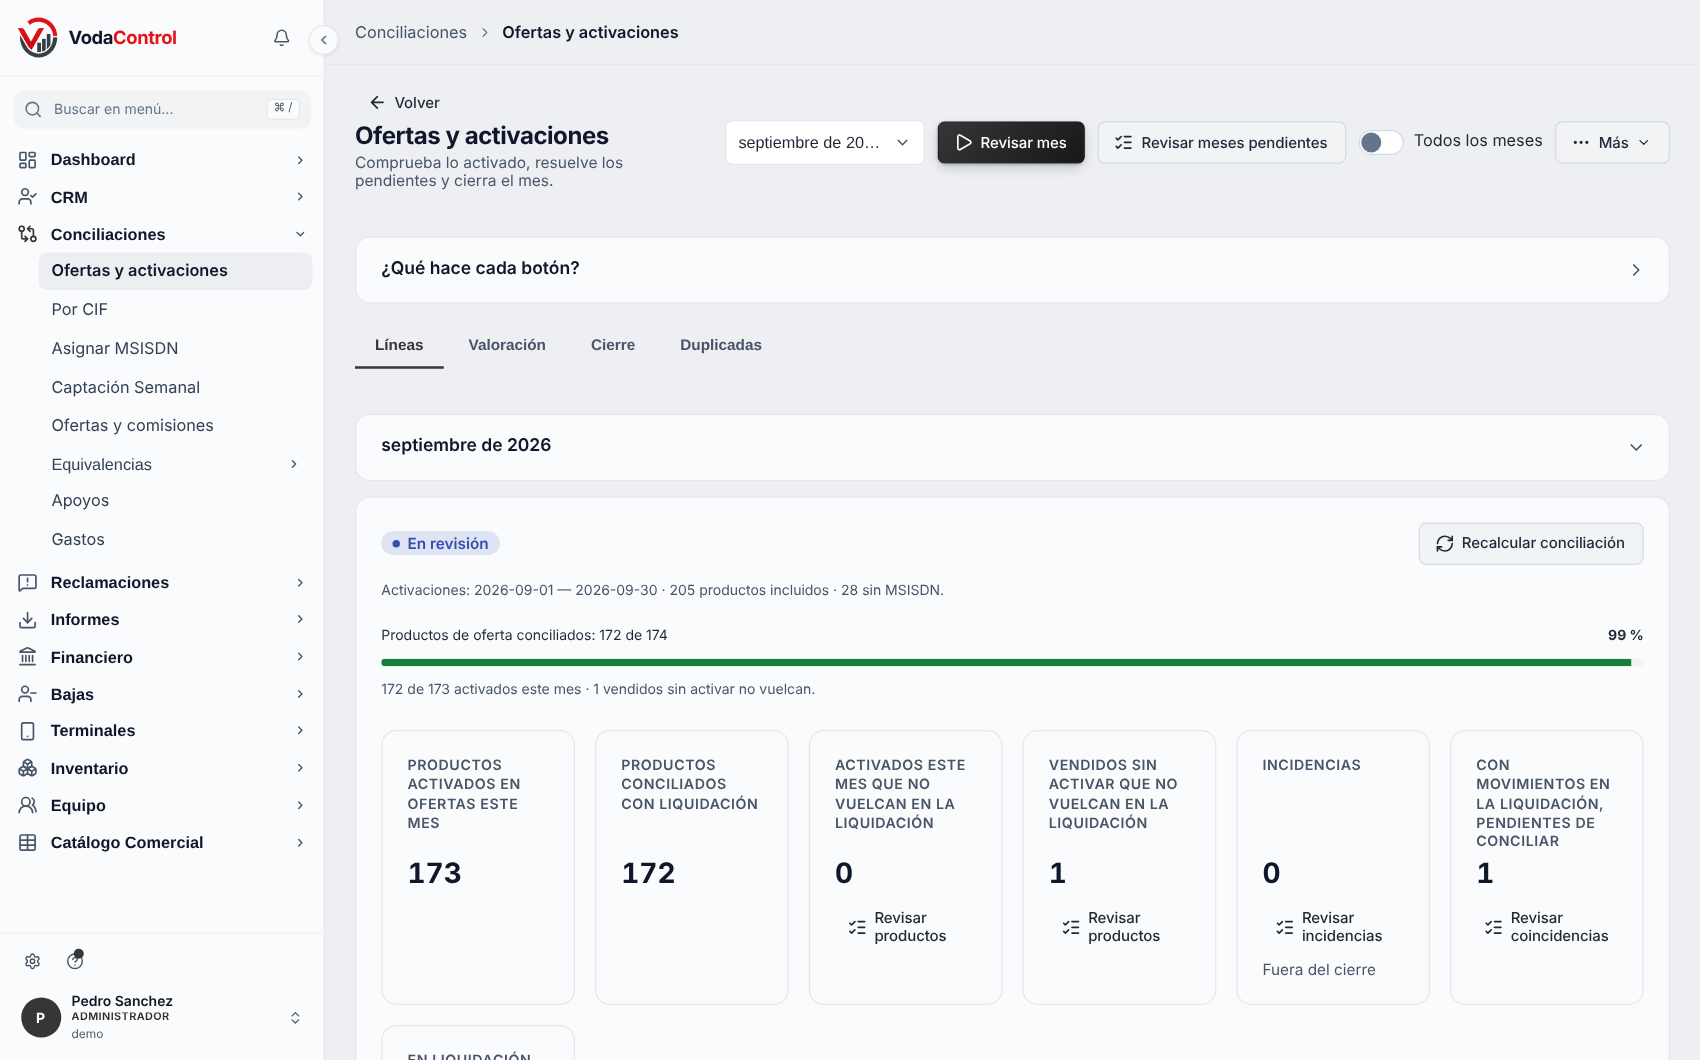 VodaControl
Conciliaciones > Ofertas y activaciones
Buscar en menú...
⌘ /
Dashboard
CRM
Conciliaciones
Ofertas y activaciones
Por CIF
Asignar MSISDN
Captación Semanal
Ofertas y comisiones
Equivalencias
Apoyos
Gastos
Reclamaciones
Informes
Financiero
Bajas
Terminales
Inventario
Equipo
Catálogo Comercial
P
Pedro Sanchez
ADMINISTRADOR
demo
Volver
Ofertas y activaciones
Comprueba lo activado, resuelve los
pendientes y cierra el mes.
septiembre de 20...
Revisar mes
Revisar meses pendientes
Todos los meses
Más
¿Qué hace cada botón?
Líneas
Valoración
Cierre
Duplicadas
septiembre de 2026
En revisión
Recalcular conciliación
Activaciones: 2026-09-01 — 2026-09-30 · 205 productos incluidos · 28 sin MSISDN.
Productos de oferta conciliados: 172 de 174
99 %
172 de 173 activados este mes · 1 vendidos sin activar no vuelcan.
PRODUCTOS
ACTIVADOS EN
OFERTAS ESTE
MES
173
PRODUCTOS
CONCILIADOS
CON LIQUIDACIÓN
172
ACTIVADOS ESTE
MES QUE NO
VUELCAN EN LA
LIQUIDACIÓN
0
Revisar
productos
VENDIDOS SIN
ACTIVAR QUE NO
VUELCAN EN LA
LIQUIDACIÓN
1
Revisar
productos
INCIDENCIAS
0
Revisar
incidencias
Fuera del cierre
CON
MOVIMIENTOS EN
LA LIQUIDACIÓN,
PENDIENTES DE
CONCILIAR
1
Revisar
coincidencias
EN LIQUIDACIÓN